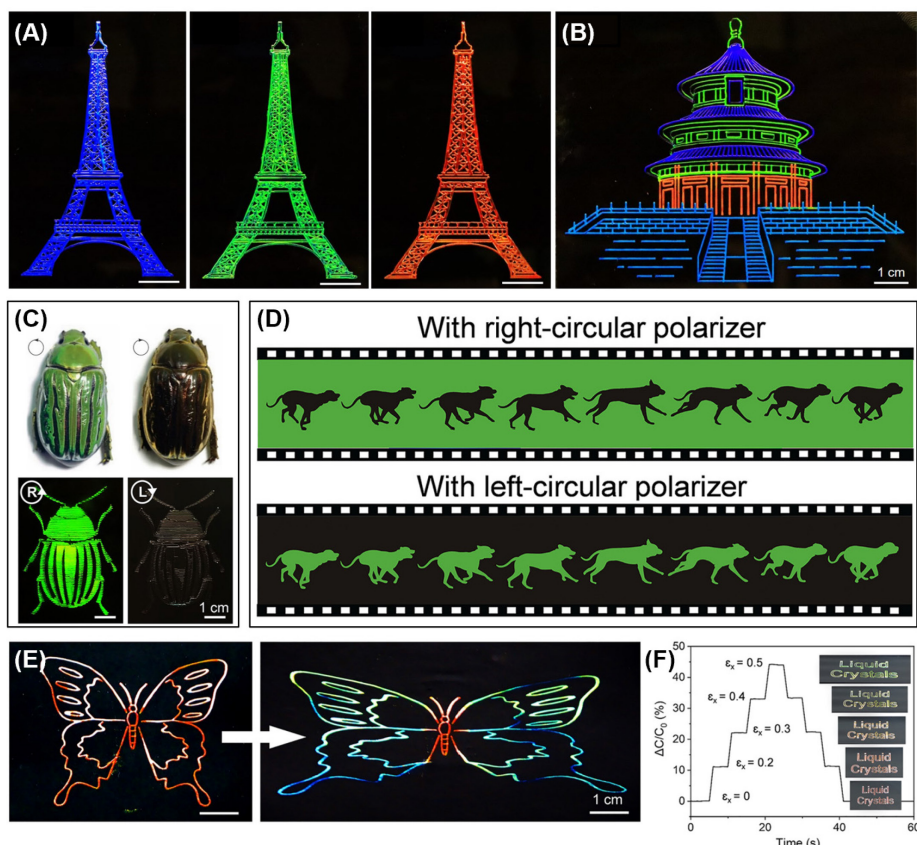 (A)
(B)
1 cm
(C)
R
L
1 cm
(D)
With right-circular polarizer
With left-circular polarizer
(E)
1 cm
(F)
50
40
30
20
10
0
ΔC/C₀ (%)
εₓ = 0.5
εₓ = 0.4
εₓ = 0.3
εₓ = 0.2
εₓ = 0
Liquid
Crystals
Liquid
Crystals
Liquid
Crystals
Liquid
Crystals
Liquid
Crystals
0
20
40
60
Time (s)